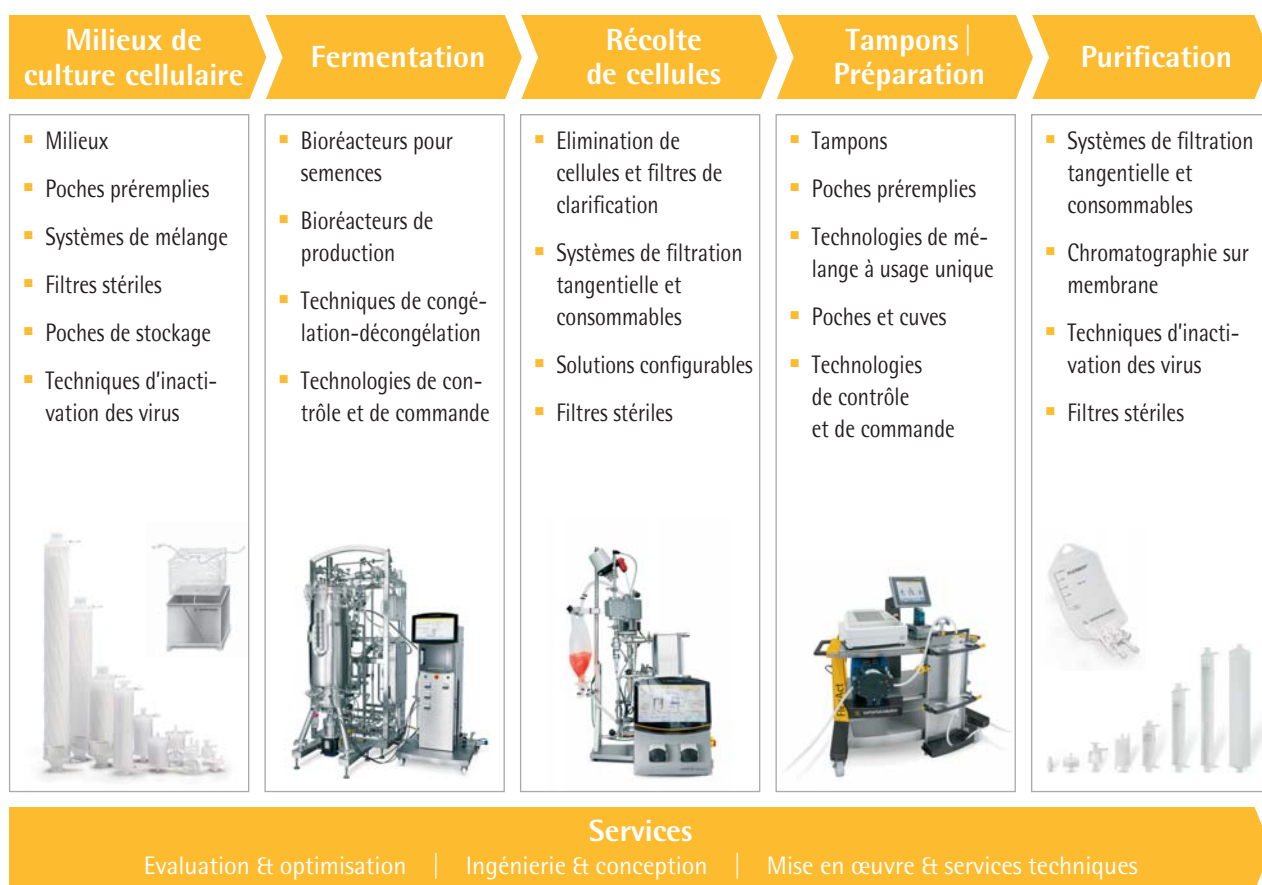 Milieux de
culture cellulaire
Fermentation
Récolte
de cellules
Tampons |
Préparation
Purification
Milieux
Poches préremplies
Systèmes de mélange
Filtres stériles
Poches de stockage
Techniques d'inacti-
vation des virus
Bioréacteurs pour
semences
Bioréacteurs de
production
Techniques de congé-
lation-décongélation
Technologies de con-
trôle et de commande
Elimination de
cellules et filtres de
clarification
Systèmes de filtration
tangentielle et
consommables
Solutions configurables
Filtres stériles
Tampons
Poches préremplies
Technologies de mé-
lange à usage unique
Poches et cuves
Technologies
de contrôle
et de commande
Systèmes de filtration
tangentielle et
consommables
Chromatographie sur
membrane
Techniques d'inacti-
vation des virus
Filtres stériles
Services
Evaluation & optimisation | Ingénierie & conception | Mise en œuvre & services techniques